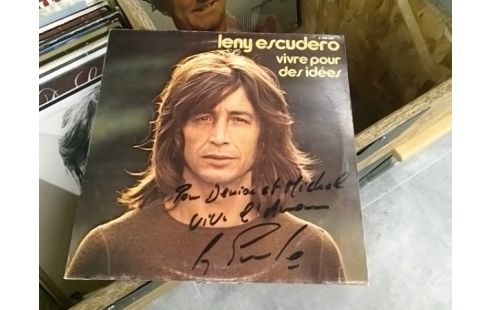 leny escudero
vivre pour
des idées
Pour Denise et Michel
Vive l'Amour